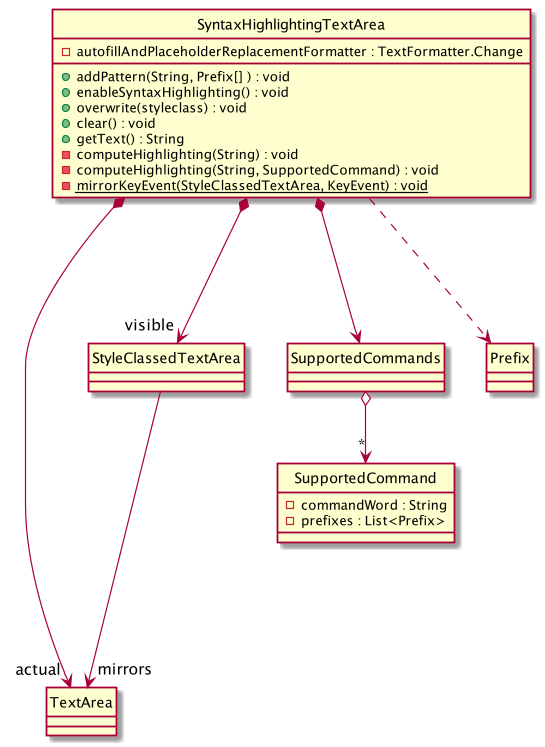 SyntaxHighlightingTextArea
autofillAndPlaceholderReplacementFormatter : TextFormatter.Change
addPattern(String, Prefix[] ) : void
enableSyntaxHighlighting() : void
overwrite(styleclass) : void
clear() : void
getText() : String
computeHighlighting(String) : void
computeHighlighting(String, SupportedCommand) : void
mirrorKeyEvent(StyleClassedTextArea, KeyEvent) : void
visible
StyleClassedTextArea
SupportedCommands
Prefix
*
SupportedCommand
commandWord : String
prefixes : List<Prefix>
actual
mirrors
TextArea